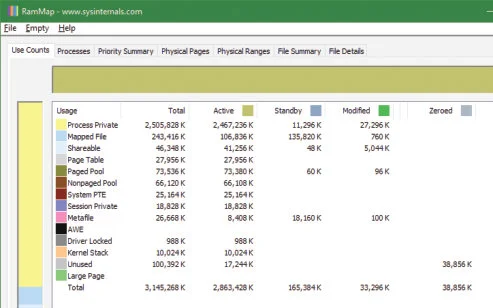 RamMap - www.sysinternals.com
File Empty Help
Use Counts Processes Priority Summary Physical Pages Physical Ranges File Summary File Details
Usage Total Active Standby Modified Zeroed
Process Private 2,505,828 K 2,467,236 K 11,296 K 27,296 K
Mapped File 243,416 K 106,836 K 135,820 K 760 K
Shareable 46,348 K 41,256 K 48 K 5,044 K
Page Table 27,956 K 27,956 K
Paged Pool 73,536 K 73,380 K 60 K 96 K
Nonpaged Pool 66,120 K 66,108 K
System PTE 25,164 K 25,164 K
Session Private 18,828 K 18,828 K
Metafile 26,668 K 8,408 K 18,160 K 100 K
AWE
Driver Locked 988 K 988 K
Kernel Stack 10,024 K 10,024 K
Unused 100,392 K 17,244 K 38,856 K
Large Page
Total 3,145,268 K 2,863,428 K 165,384 K 33,296 K 38,856 K